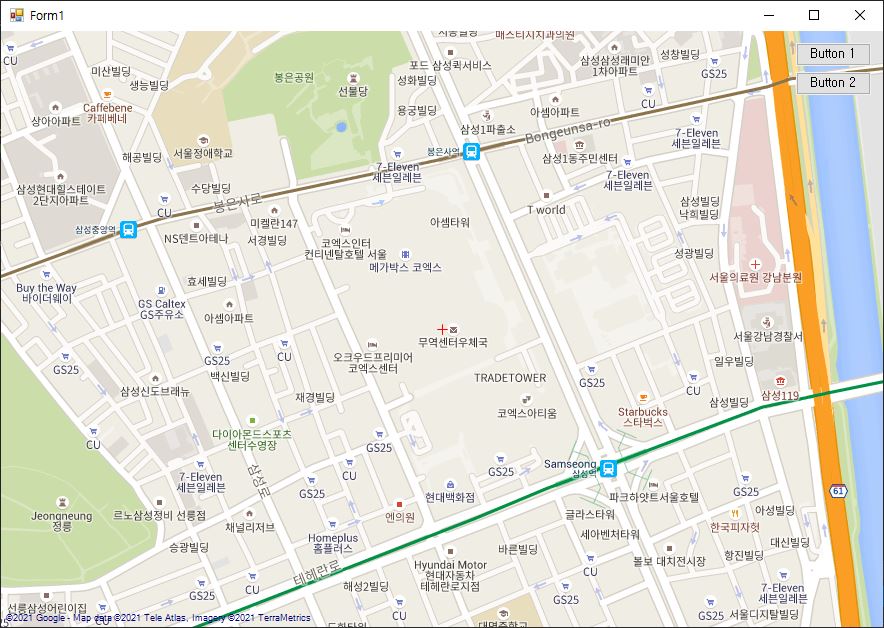 Form1
Button 1
Button 2
매스티지치과의원
포드 삼성퀵서비스
삼성삼성래미안
1차아파트
성창빌딩
GS25
CU
CU
미산빌딩
생능빌딩
봉은공원
선물당
성화빌딩
용궁빌딩
아셈빌딩
Caffebene
카페베네
상아아파트
해공빌딩
서울정애학교
삼성1파출소
Bongeunsa-ro
삼성1동주민센터
7-Eleven
세븐일레븐
봉은사역
7-Eleven
세븐일레븐
7-Eleven
세븐일레븐
삼성현대힐스테이트
2단지아파트
수당빌딩
CU
봉은사로
미켈란147
T world
삼성빌딩
낙희빌딩
삼성중앙역
NS덴트아테나
서경빌딩
아셈타워
코엑스인터
컨티넨탈호텔 서울
메가박스 코엑스
성광빌딩
서울의료원 강남분원
Buy the Way
바이더웨이
효세빌딩
GS Caltex
GS주유소
아셈아파트
무역센터우체국
서울강남경찰서
GS25
GS25
CU
백신빌딩
오크우드프리미어
코엑스센터
TRADETOWER
GS25
일우빌딩
CU
삼성신도브래뉴
재경빌딩
코엑스아티움
Starbucks
스타벅스
삼성빌딩
삼성119
CU
다이아몬드스포츠
센터수영장
GS25
삼성로
7-Eleven
세븐일레븐
CU
GS25
GS25
Samseong
삼성역
GS25
61
현대백화점
파크하얏트서울호텔
Jeongneung
정릉
르노삼성정비 선릉점
채널리저브
엔의원
글라스타워
한국피자헛
아성빌딩
승광빌딩
Homeplus
홈플러스
바른빌딩
세아벤처타워
대신빌딩
볼보 대치전시장
향진빌딩
테헤란로
Hyundai Motor
현대자동차
테헤란로지점
CU
GS25
CU
해성2빌딩
GS25
7-Eleven
세븐일레븐
선릉삼성어린이집
CU
CU
CU
GS25
서울디지탈빌딩
©2021 Google - Map data ©2021 Tele Atlas, Imagery ©2021 TerraMetrics